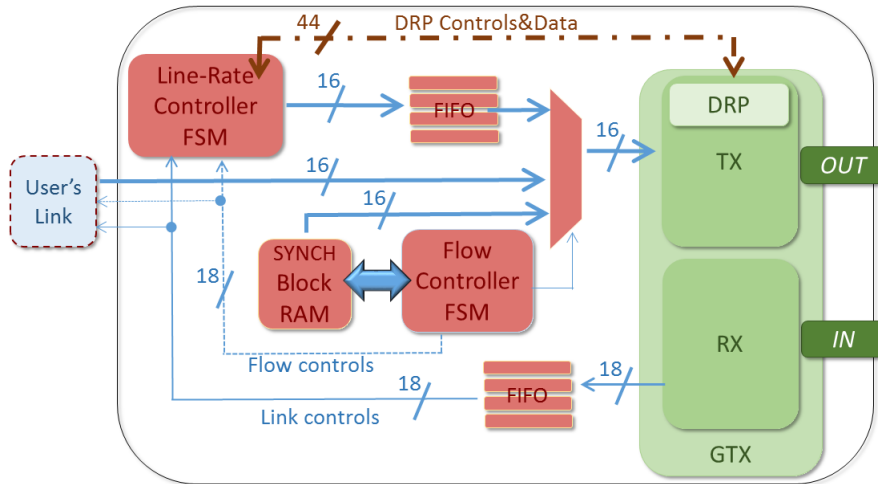 44
DRP Controls&Data
Line-Rate
Controller
FSM
16
FIFO
DRP
TX
16
OUT
User's
Link
16
16
SYNCH
Block
RAM
Flow
Controller
FSM
18
RX
IN
Flow controls
18
FIFO
18
Link controls
GTX